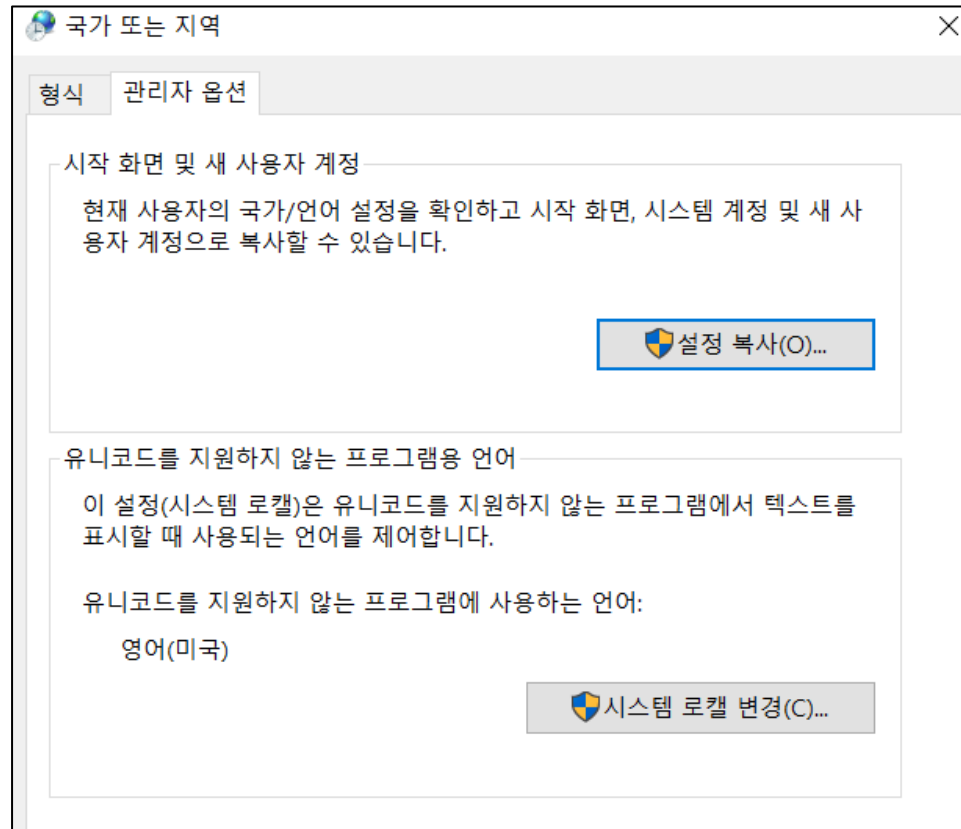 국가 또는 지역
형식
관리자 옵션
시작 화면 및 새 사용자 계정
현재 사용자의 국가/언어 설정을 확인하고 시작 화면, 시스템 계정 및 새 사
용자 계정으로 복사할 수 있습니다.
설정 복사(O)...
유니코드를 지원하지 않는 프로그램용 언어
이 설정(시스템 로캘)은 유니코드를 지원하지 않는 프로그램에서 텍스트를
표시할 때 사용되는 언어를 제어합니다.
유니코드를 지원하지 않는 프로그램에 사용하는 언어:
영어(미국)
시스템 로캘 변경(C)...